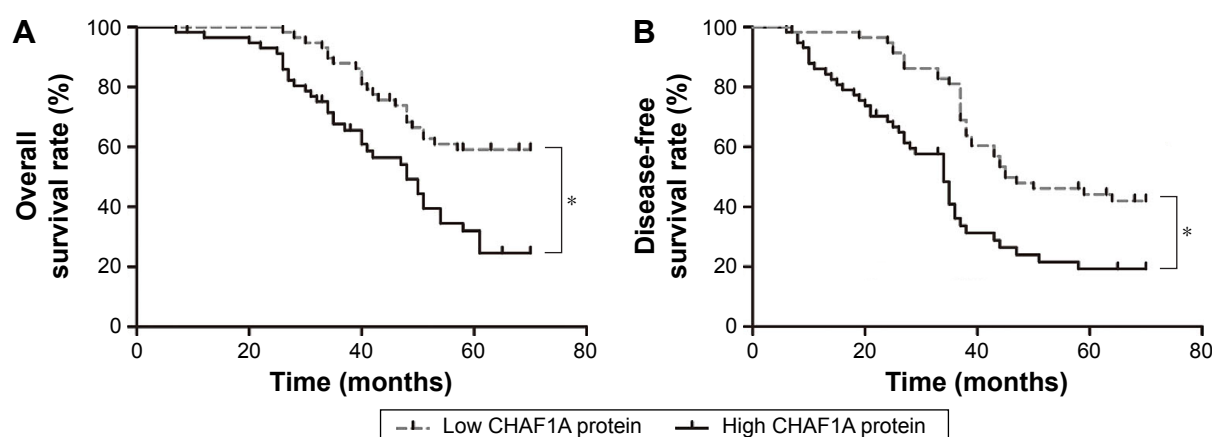 A
Overall
survival rate (%)
100
80
60
40
20
0
*
0 20 40 60 80
Time (months)
B
Disease-free
survival rate (%)
100
80
60
40
20
0
*
0 20 40 60 80
Time (months)
Low CHAF1A protein High CHAF1A protein